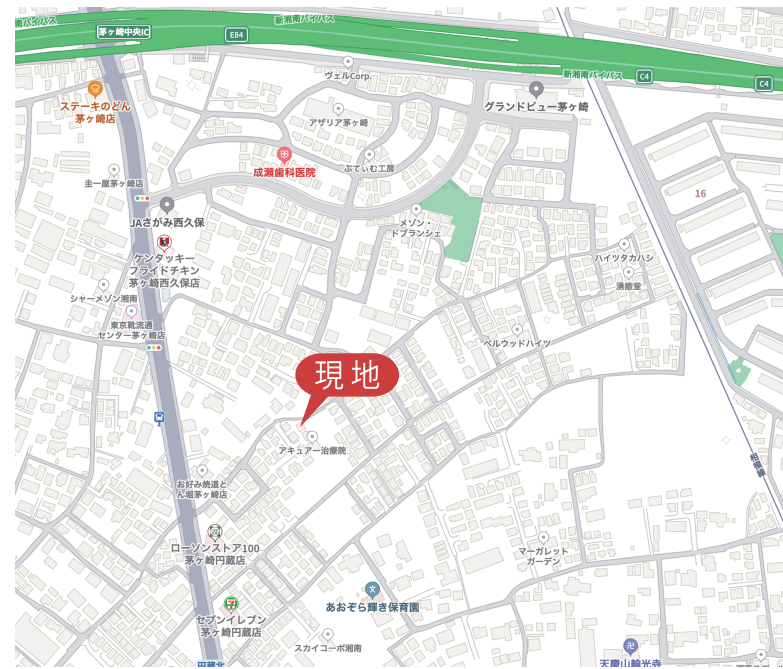 南バイパス
茅ヶ崎中央IC
E84
新湘南バイパス
C4
C4
ヴェルCorp.
ステーキのどん
茅ヶ崎店
アザリア茅ヶ崎
グランドビュー茅ヶ崎
成瀬歯科医院
ぷてぃむ工房
圭一屋茅ヶ崎店
16
JAさがみ西久保
メゾン・
ドブランシェ
ケンタッキー
フライドチキン
茅ヶ崎西久保店
ハイツタカハシ
湧癒堂
シャーメゾン湘南
東京靴流通
センター茅ヶ崎店
ベルウッドハイツ
現地
アキュアー治療院
相模線
お好み焼道と
ん堀茅ヶ崎店
ローソンストア100
茅ヶ崎円蔵店
マーガレット
ガーデン
あおぞら輝き保育園
セブンイレブン
茅ヶ崎円蔵店
スカイコーポ湘南
円蔵北
天慶山輪光寺